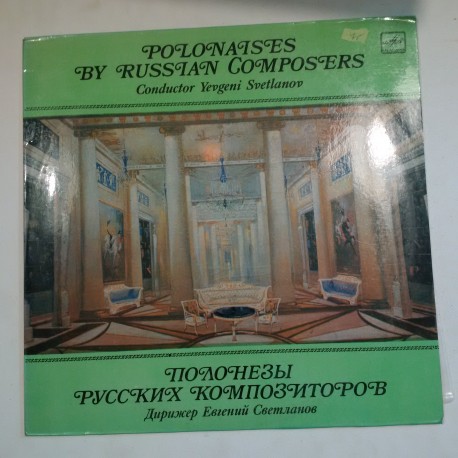 POLONAISES
BY RUSSIAN COMPOSERS
Conductor Yevgeni Svetlanov
ПОЛОНЕЗЫ
РУССКИХ КОМПОЗИТОРОВ
Дирижер Евгений Светланов